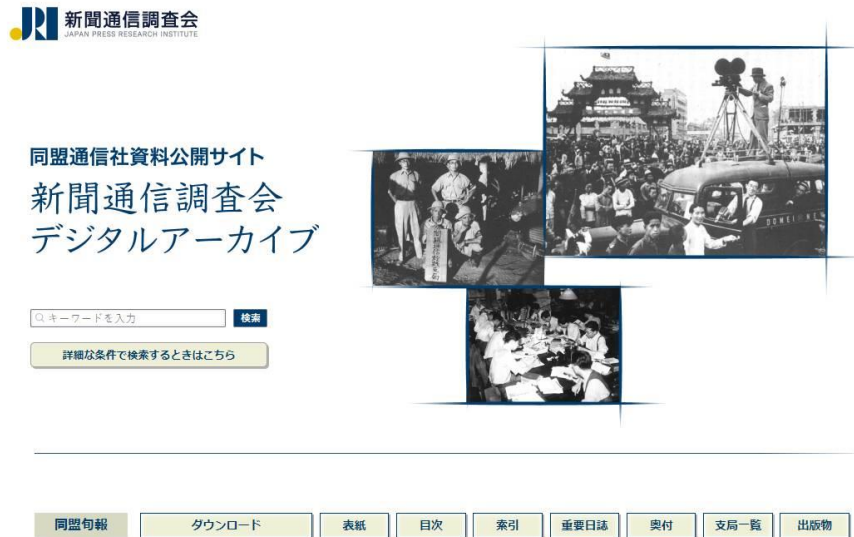 新聞通信調査会
JAPAN PRESS RESEARCH INSTITUTE
同盟通信社資料公開サイト
新聞通信調査会
デジタルアーカイブ
キーワードを入力
検索
詳細な条件で検索するときはこちら
DOMEI NE
同盟旬報
ダウンロード
表紙
目次
索引
重要日誌
奥付
支局一覧
出版物